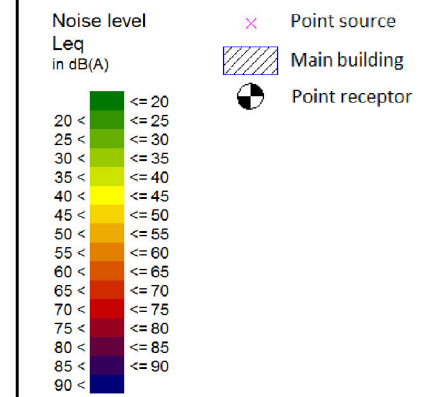 Noise level
Leq
in dB(A)
<= 20
20 < <= 25
25 < <= 30
30 < <= 35
35 < <= 40
40 < <= 45
45 < <= 50
50 < <= 55
55 < <= 60
60 < <= 65
65 < <= 70
70 < <= 75
75 < <= 80
80 < <= 85
85 < <= 90
90 <
Point source
Main building
Point receptor